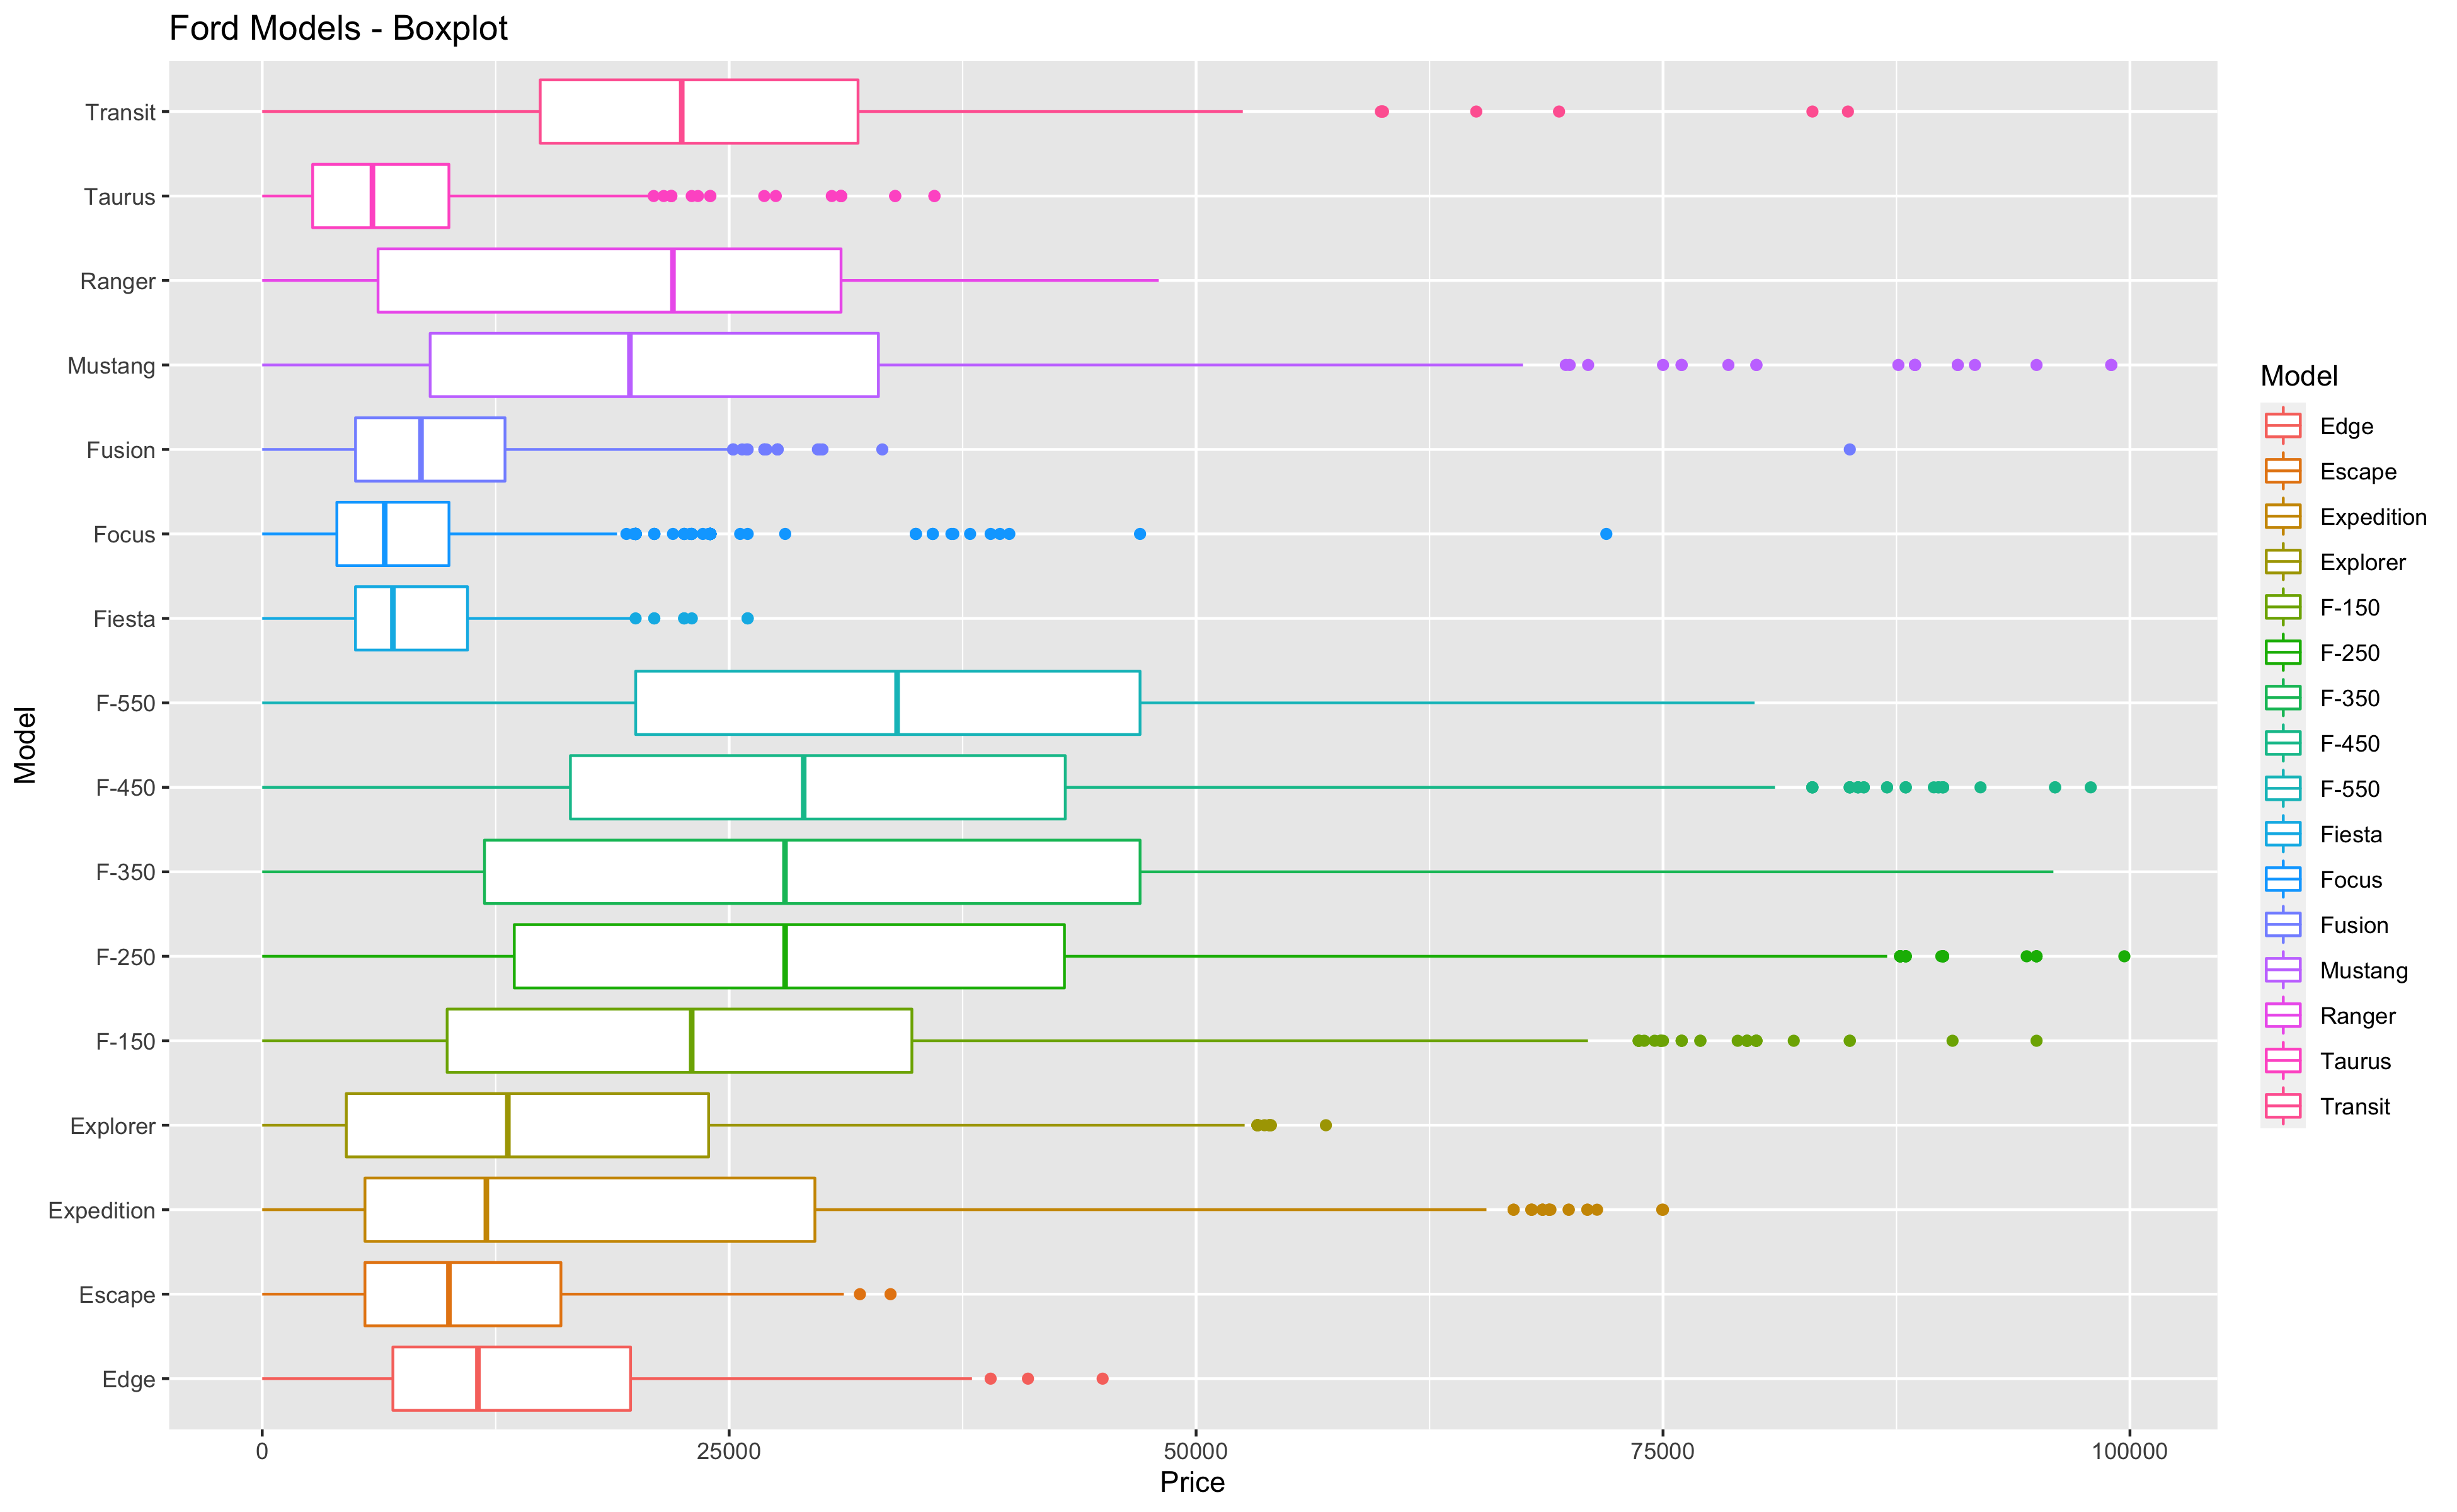 Ford Models - Boxplot
Model
Transit
Taurus
Ranger
Mustang
Fusion
Focus
Fiesta
F-550
F-450
F-350
F-250
F-150
Explorer
Expedition
Escape
Edge
0 25000 50000 75000 100000
Price
Model
Edge
Escape
Expedition
Explorer
F-150
F-250
F-350
F-450
F-550
Fiesta
Focus
Fusion
Mustang
Ranger
Taurus
Transit